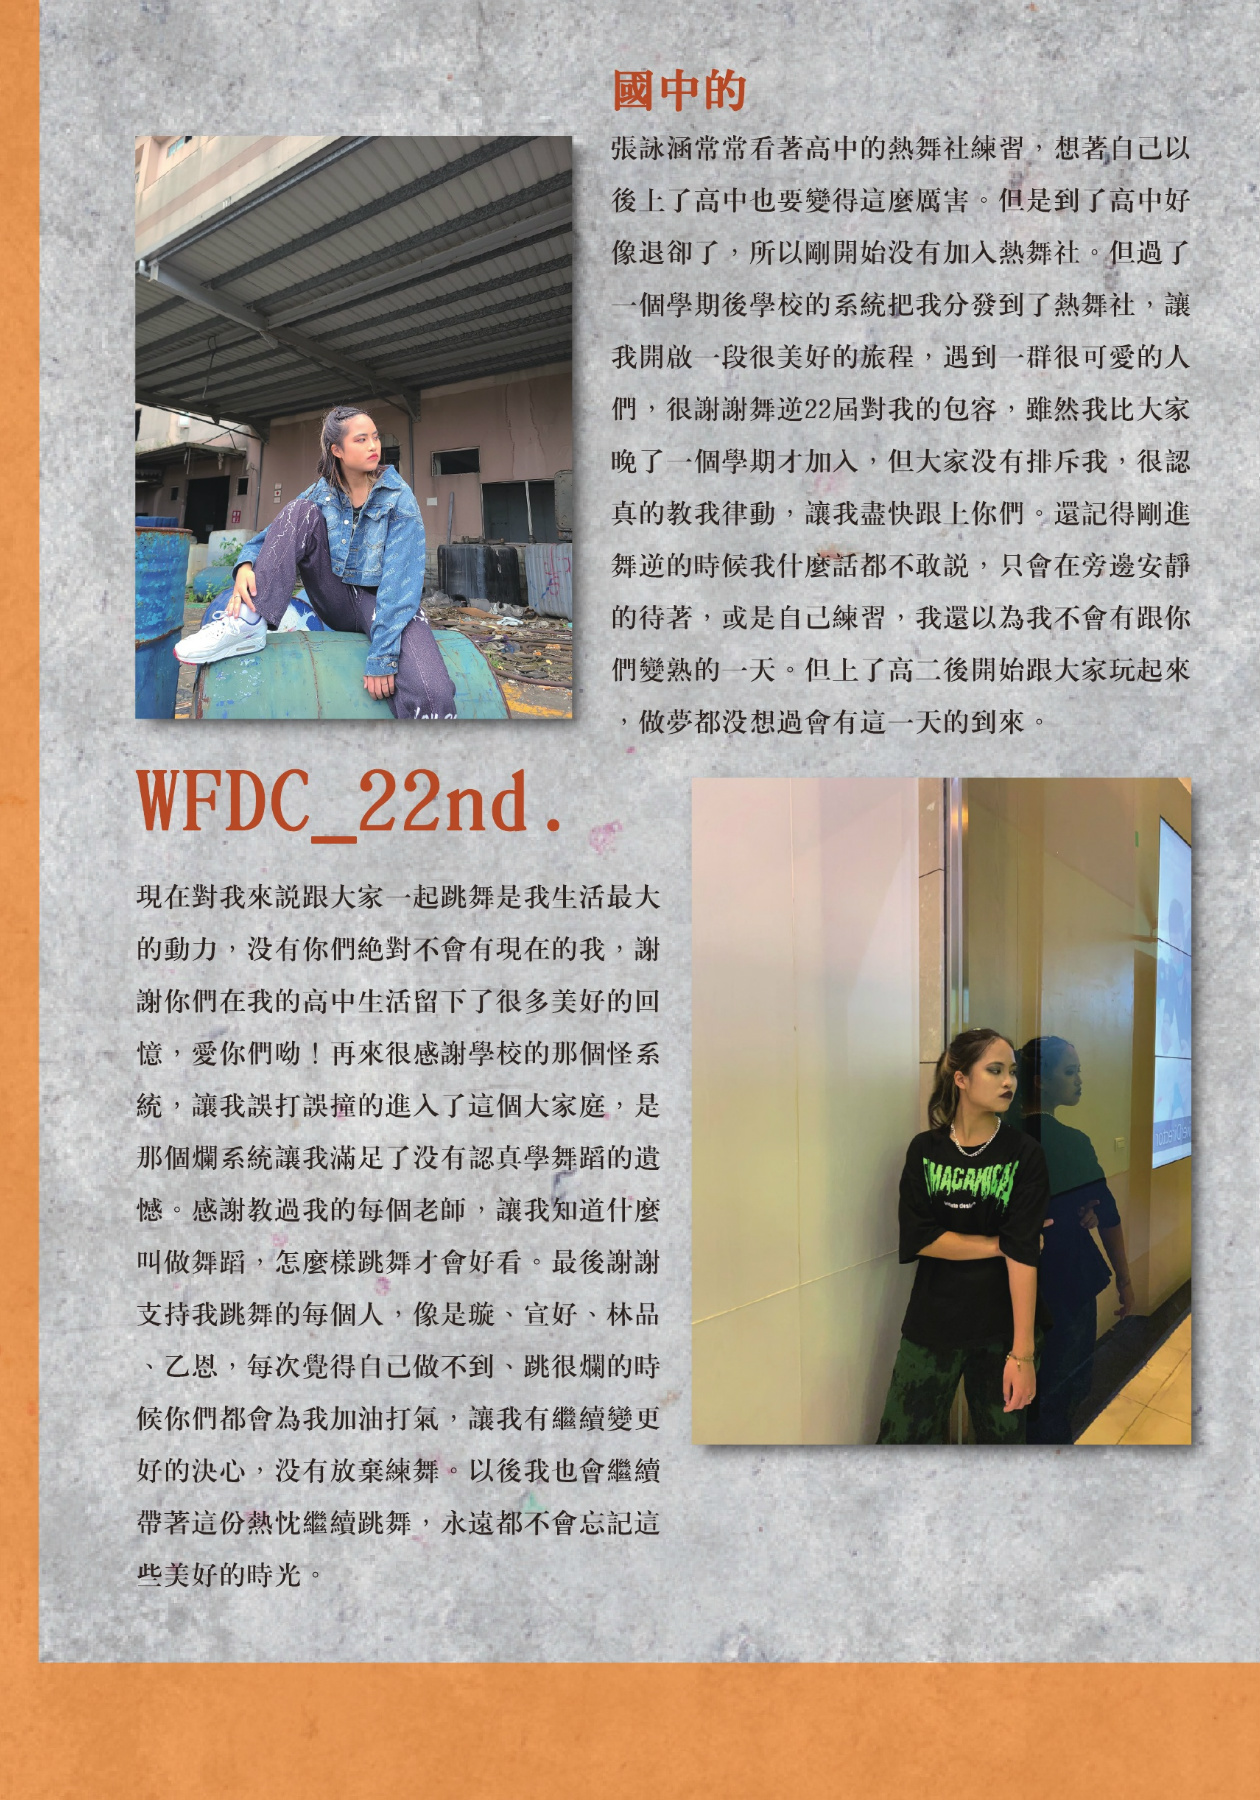 國中的
張詠涵常常看著高中的熱舞社練習，想著自己以
後上了高中也要變得這麼厲害。但是到了高中好
像退卻了，所以剛開始沒有加入熱舞社。但過了
一個學期後學校的系統把我分發到了熱舞社，讓
我開啟一段很美好的旅程，遇到一群很可愛的人
們，很謝謝舞逆22屆對我的包容，雖然我比大家
晚了一個學期才加入，但大家沒有排斥我，很認
真的教我律動，讓我盡快跟上你們。還記得剛進
舞逆的時候我什麼話都不敢說，只會在旁邊安靜
的待著，或是自己練習，我還以為我不會有跟你
們變熟的一天。但上了高二後開始跟大家玩起來
，做夢都沒想過會有這一天的到來。
WFDC_22nd.
現在對我來說跟大家一起跳舞是我生活最大
的動力，沒有你們絕對不會有現在的我，謝
謝你們在我的高中生活留下了很多美好的回
憶，愛你們呦！再來很感謝學校的那個怪系
統，讓我誤打誤撞的進入了這個大家庭，是
那個爛系統讓我滿足了沒有認真學舞蹈的遺
憾。感謝教過我的每個老師，讓我知道什麼
叫做舞蹈，怎麼樣跳舞才會好看。最後謝謝
支持我跳舞的每個人，像是璇、宣妤、林品
、乙恩，每次覺得自己做不到、跳很爛的時
候你們都會為我加油打氣，讓我有繼續變更
好的決心，沒有放棄練舞。以後我也會繼續
帶著這份熱忱繼續跳舞，永遠都不會忘記這
些美好的時光。